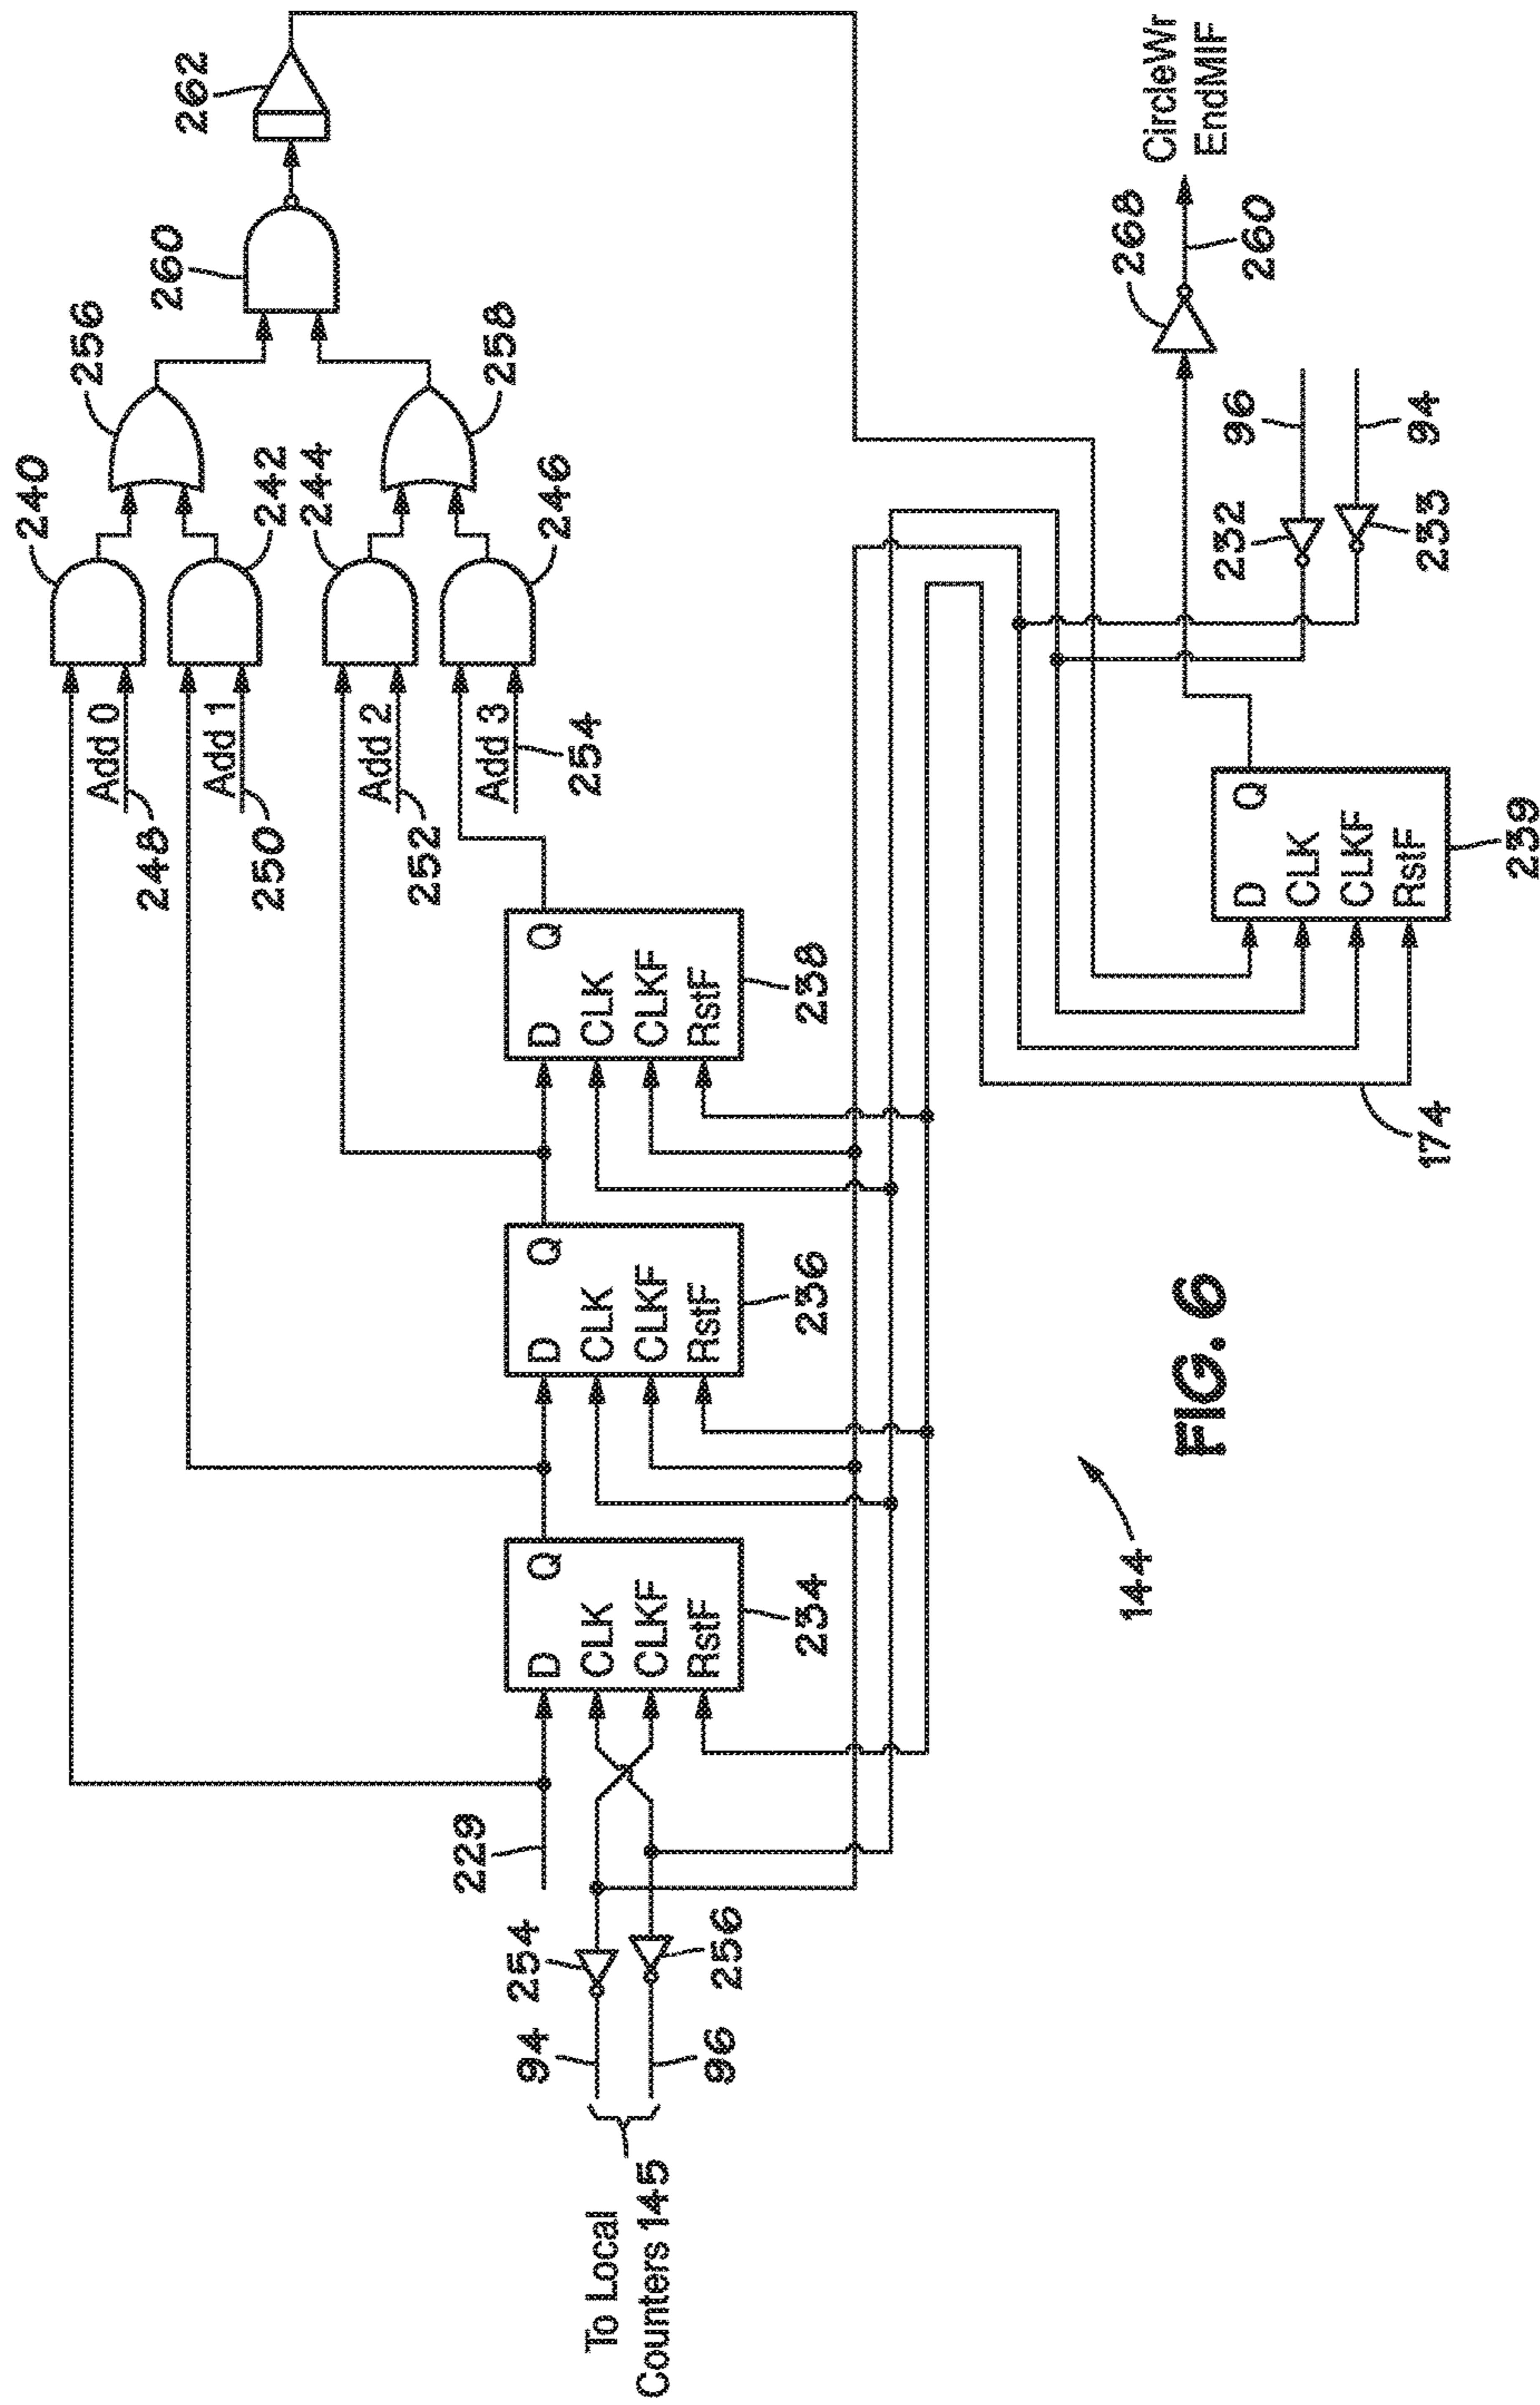 240
Add 0
248
242
Add 1
250
256
244
Add 2
252
246
Add 3
254
258
260
262
229
254
94
256
96
To Local
Counters 145
D
Q
CLK
CLKF
RstF
234
D
Q
CLK
CLKF
RstF
236
D
Q
CLK
CLKF
RstF
238
174
D
Q
CLK
CLKF
RstF
239
232
96
233
94
268
260
CircleWr
EndMIF
144
FIG. 6